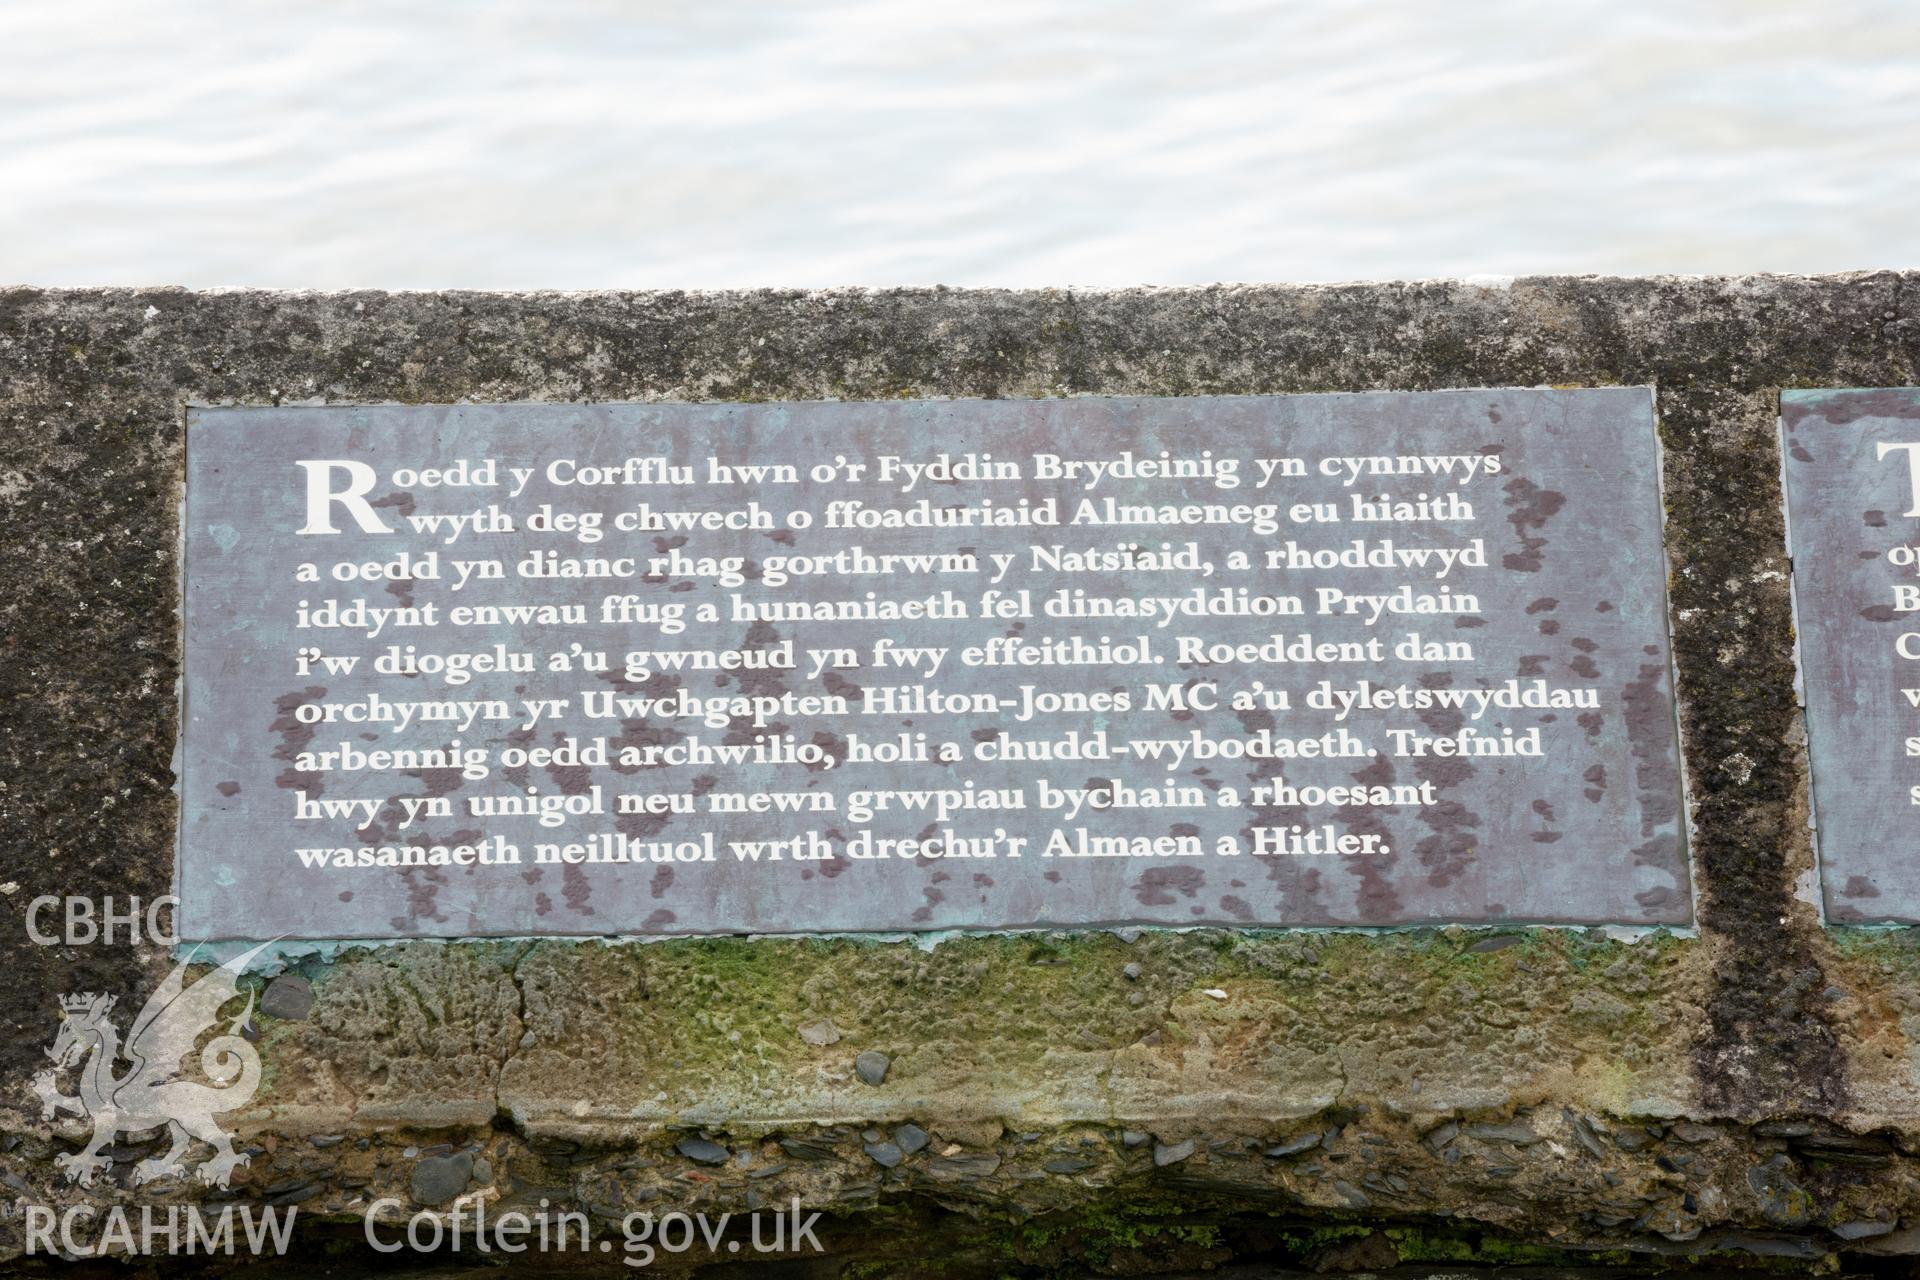 Roedd y Corfflu hwn o'r Fyddin Brydeinig yn cynnwys
wyth deg chwech o ffoaduriaid Almaeneg eu hiaith
a oedd yn dianc rhag gorthrwm y Natsïaid, a rhoddwyd
iddynt enwau ffug a hunaniaeth fel dinasyddion Prydain
i'w diogelu a'u gwneud yn fwy effeithiol. Roeddent dan
orchymyn yr Uwchgapten Hilton-Jones MC a'u dyletswyddau
arbennig oedd archwilio, holi a chudd-wybodaeth. Trefnid
hwy yn unigol neu mewn grwpiau bychain a rhoesant
wasanaeth neilltuol wrth drechu'r Almaen a Hitler.
CBHC
RCAHMW
Coflein.gov.uk